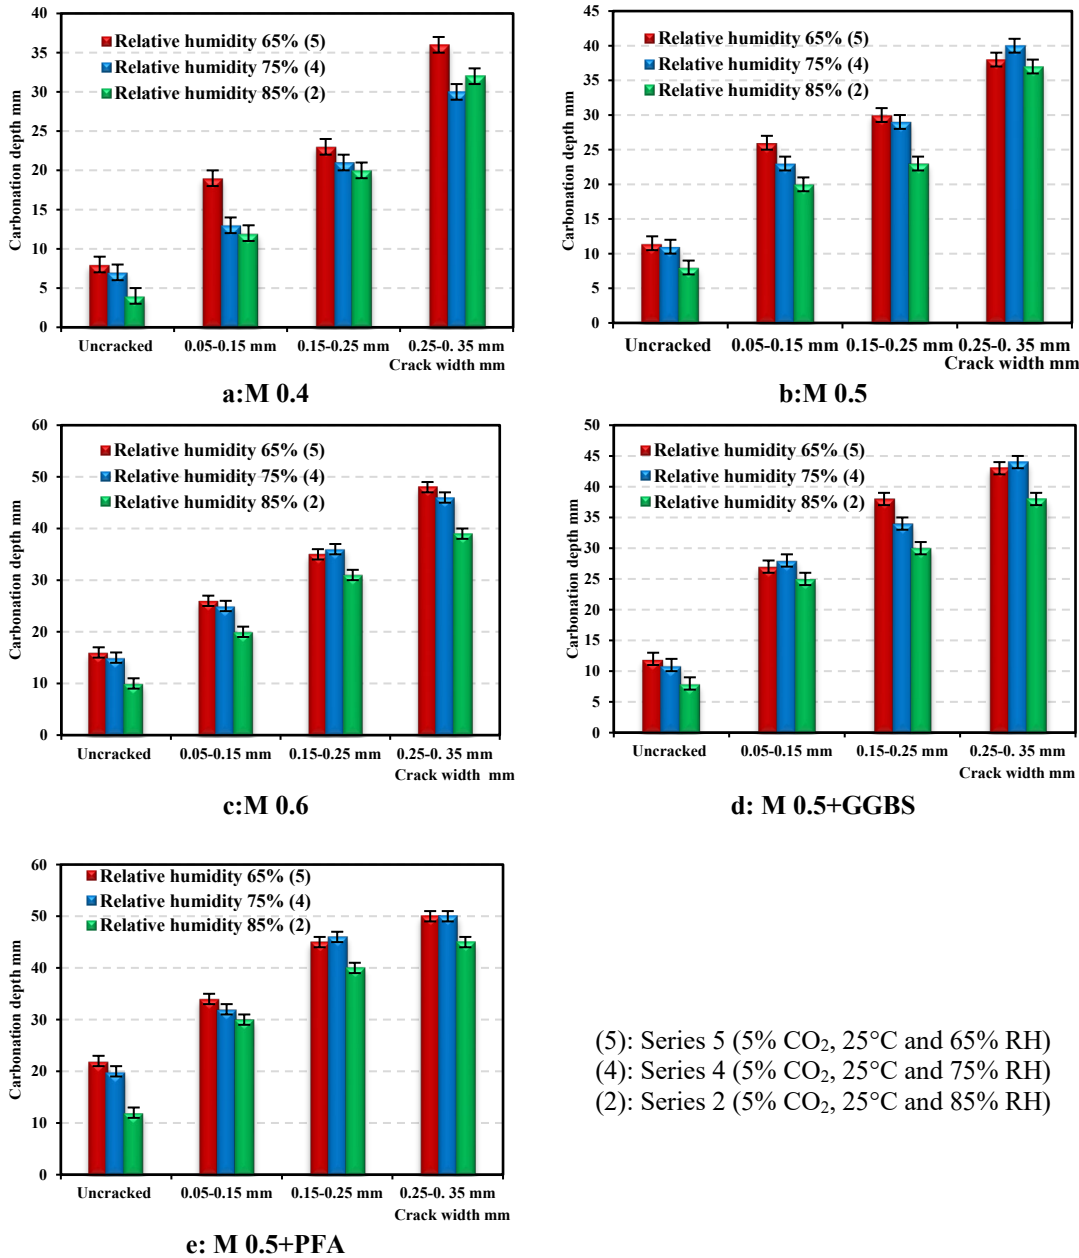 Carbonation depth mm
40
35
30
25
20
15
10
5
0
Relative humidity 65% (5)
Relative humidity 75% (4)
Relative humidity 85% (2)
Uncracked 0.05-0.15 mm 0.15-0.25 mm 0.25-0. 35 mm
Crack width mm
a:M 0.4
Carbonation depth mm
45
40
35
30
25
20
15
10
5
0
Relative humidity 65% (5)
Relative humidity 75% (4)
Relative humidity 85% (2)
Uncracked 0.05-0.15 mm 0.15-0.25 mm 0.25-0. 35 mm
Crack width mm
b:M 0.5
Carbonation depth mm
60
50
40
30
20
10
0
Relative humidity 65% (5)
Relative humidity 75% (4)
Relative humidity 85% (2)
Uncracked 0.05-0.15 mm 0.15-0.25 mm 0.25-0. 35 mm
Crack width mm
c:M 0.6
Carbonation depth mm
50
45
40
35
30
25
20
15
10
5
0
Relative humidity 65% (5)
Relative humidity 75% (4)
Relative humidity 85% (2)
Uncracked 0.05-0.15 mm 0.15-0.25 mm 0.25-0. 35 mm
Crack width mm
d: M 0.5+GGBS
Carbonation depth mm
60
50
40
30
20
10
0
Relative humidity 65% (5)
Relative humidity 75% (4)
Relative humidity 85% (2)
Uncracked 0.05-0.15 mm 0.15-0.25 mm 0.25-0. 35 mm
Crack width mm
e: M 0.5+PFA
(5): Series 5 (5% CO₂, 25°C and 65% RH)
(4): Series 4 (5% CO₂, 25°C and 75% RH)
(2): Series 2 (5% CO₂, 25°C and 85% RH)